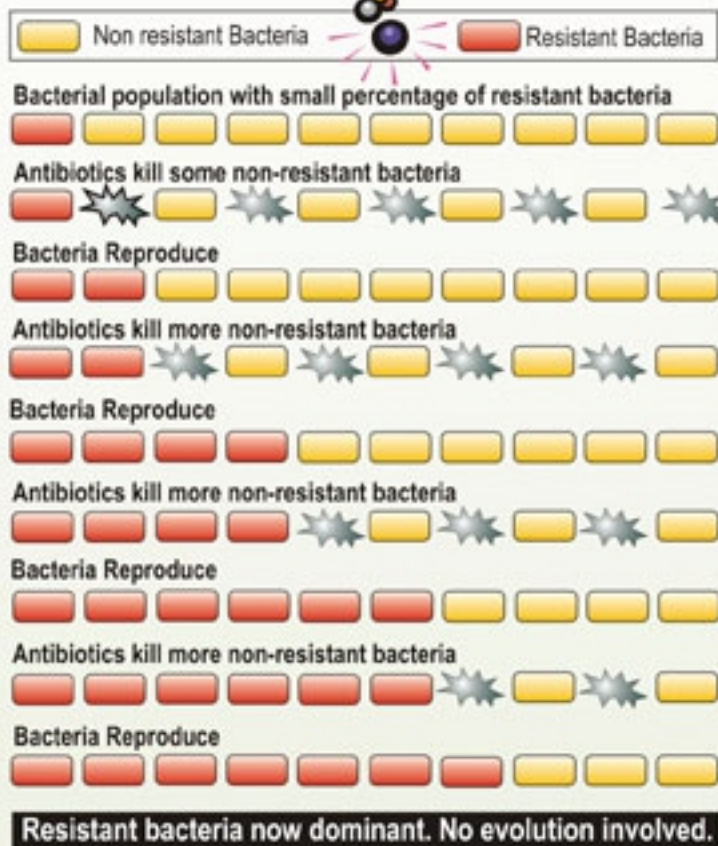 Non resistant Bacteria
Resistant Bacteria
Bacterial population with small percentage of resistant bacteria
Antibiotics kill some non-resistant bacteria
Bacteria Reproduce
Antibiotics kill more non-resistant bacteria
Bacteria Reproduce
Antibiotics kill more non-resistant bacteria
Bacteria Reproduce
Antibiotics kill more non-resistant bacteria
Bacteria Reproduce
Resistant bacteria now dominant. No evolution involved.